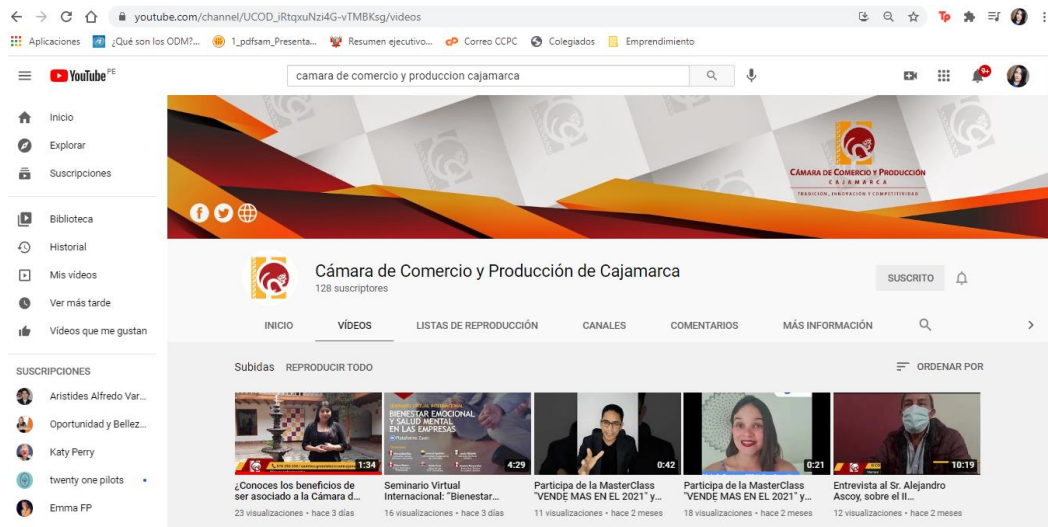 youtube.com/channel/UCOD_iRtqxuNzi4G-vTMBKsg/videos
Aplicaciones ¿Qué son los ODM?... 1_pdfsam_Presenta... Resumen ejecutivo... Correo CCPC Colegiados Emprendimiento
YouTube PE
camara de comercio y produccion cajamarca
9+
Inicio
Explorar
Suscripciones
Biblioteca
Historial
Mis vídeos
Ver más tarde
Vídeos que me gustan
SUSCRIPCIONES
Aristides Alfredo Var...
Oportunidad y Bellez...
Katy Perry
twenty one pilots
Emma FP
CÁMARA DE COMERCIO Y PRODUCCIÓN
CAJAMARCA
TRADICIÓN, INNOVACIÓN Y COMPETITIVIDAD
Cámara de Comercio y Producción de Cajamarca
128 suscriptores
SUSCRITO
INICIO VÍDEOS LISTAS DE REPRODUCCIÓN CANALES COMENTARIOS MÁS INFORMACIÓN
Subidas REPRODUCIR TODO ORDENAR POR
1:34
¿Conoces los beneficios de
ser asociado a la Cámara d...
23 visualizaciones • hace 3 días
BIENESTAR EMOCIONAL
Y SALUD MENTAL
EN LAS EMPRESAS
4:29
Seminario Virtual
Internacional: "Bienestar...
16 visualizaciones • hace 3 días
0:42
Participa de la MasterClass
"VENDE MAS EN EL 2021" y...
11 visualizaciones • hace 2 meses
0:21
Participa de la MasterClass
"VENDE MAS EN EL 2021" y...
18 visualizaciones • hace 2 meses
10:19
Entrevista al Sr. Alejandro
Ascoy, sobre el II...
12 visualizaciones • hace 2 meses